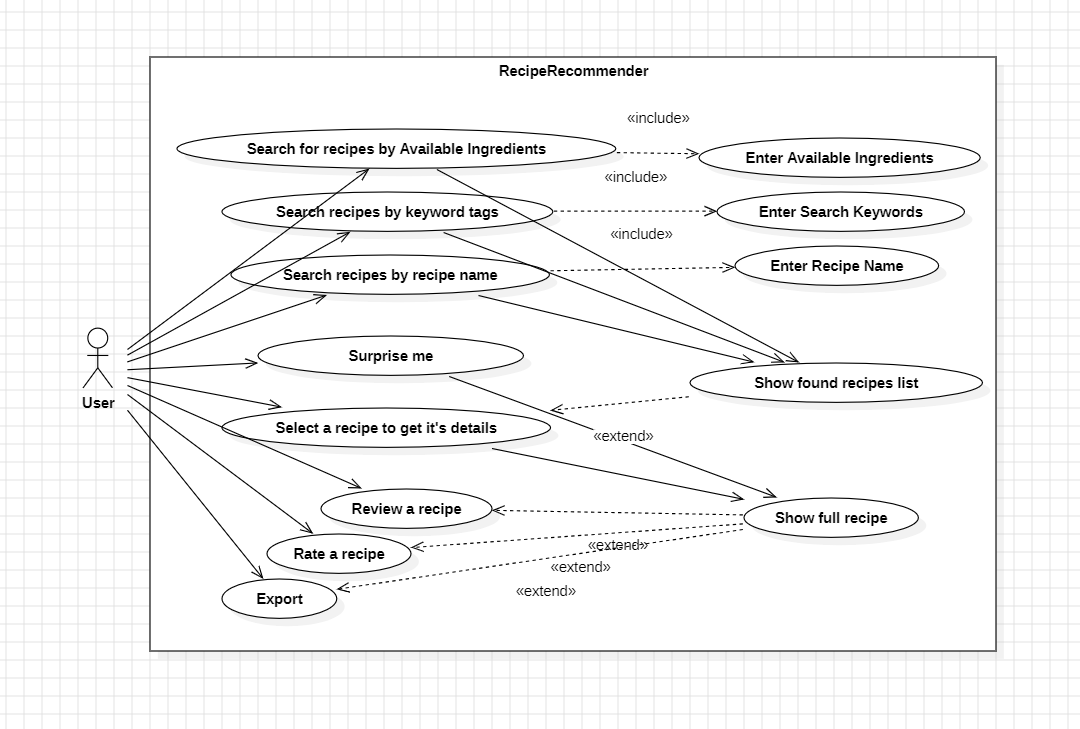 RecipeRecommender
«include»
Search for recipes by Available Ingredients
Enter Available Ingredients
«include»
Search recipes by keyword tags
Enter Search Keywords
«include»
Search recipes by recipe name
Enter Recipe Name
Surprise me
Show found recipes list
User
Select a recipe to get it's details
«extend»
Review a recipe
Show full recipe
«extend»
Rate a recipe
«extend»
«extend»
Export